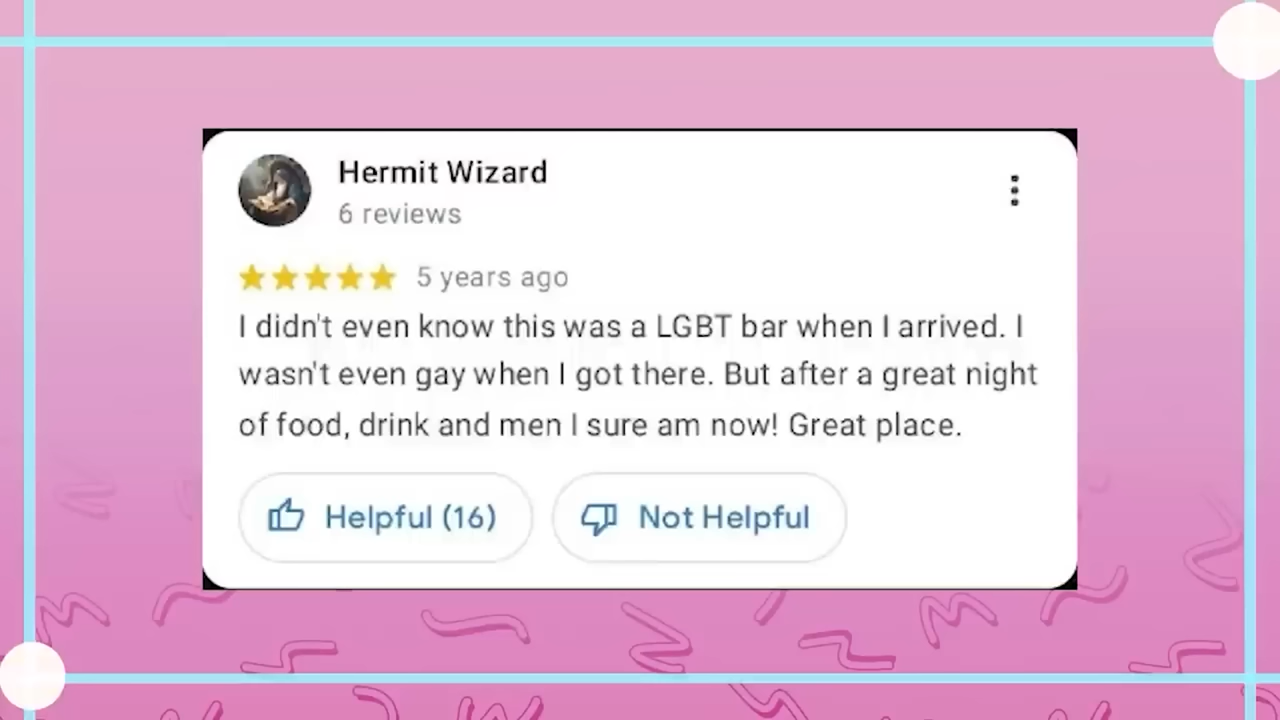 Hermit Wizard
6 reviews
5 years ago
I didn't even know this was a LGBT bar when I arrived. I
wasn't even gay when I got there. But after a great night
of food, drink and men I sure am now! Great place.
Helpful (16)
Not Helpful